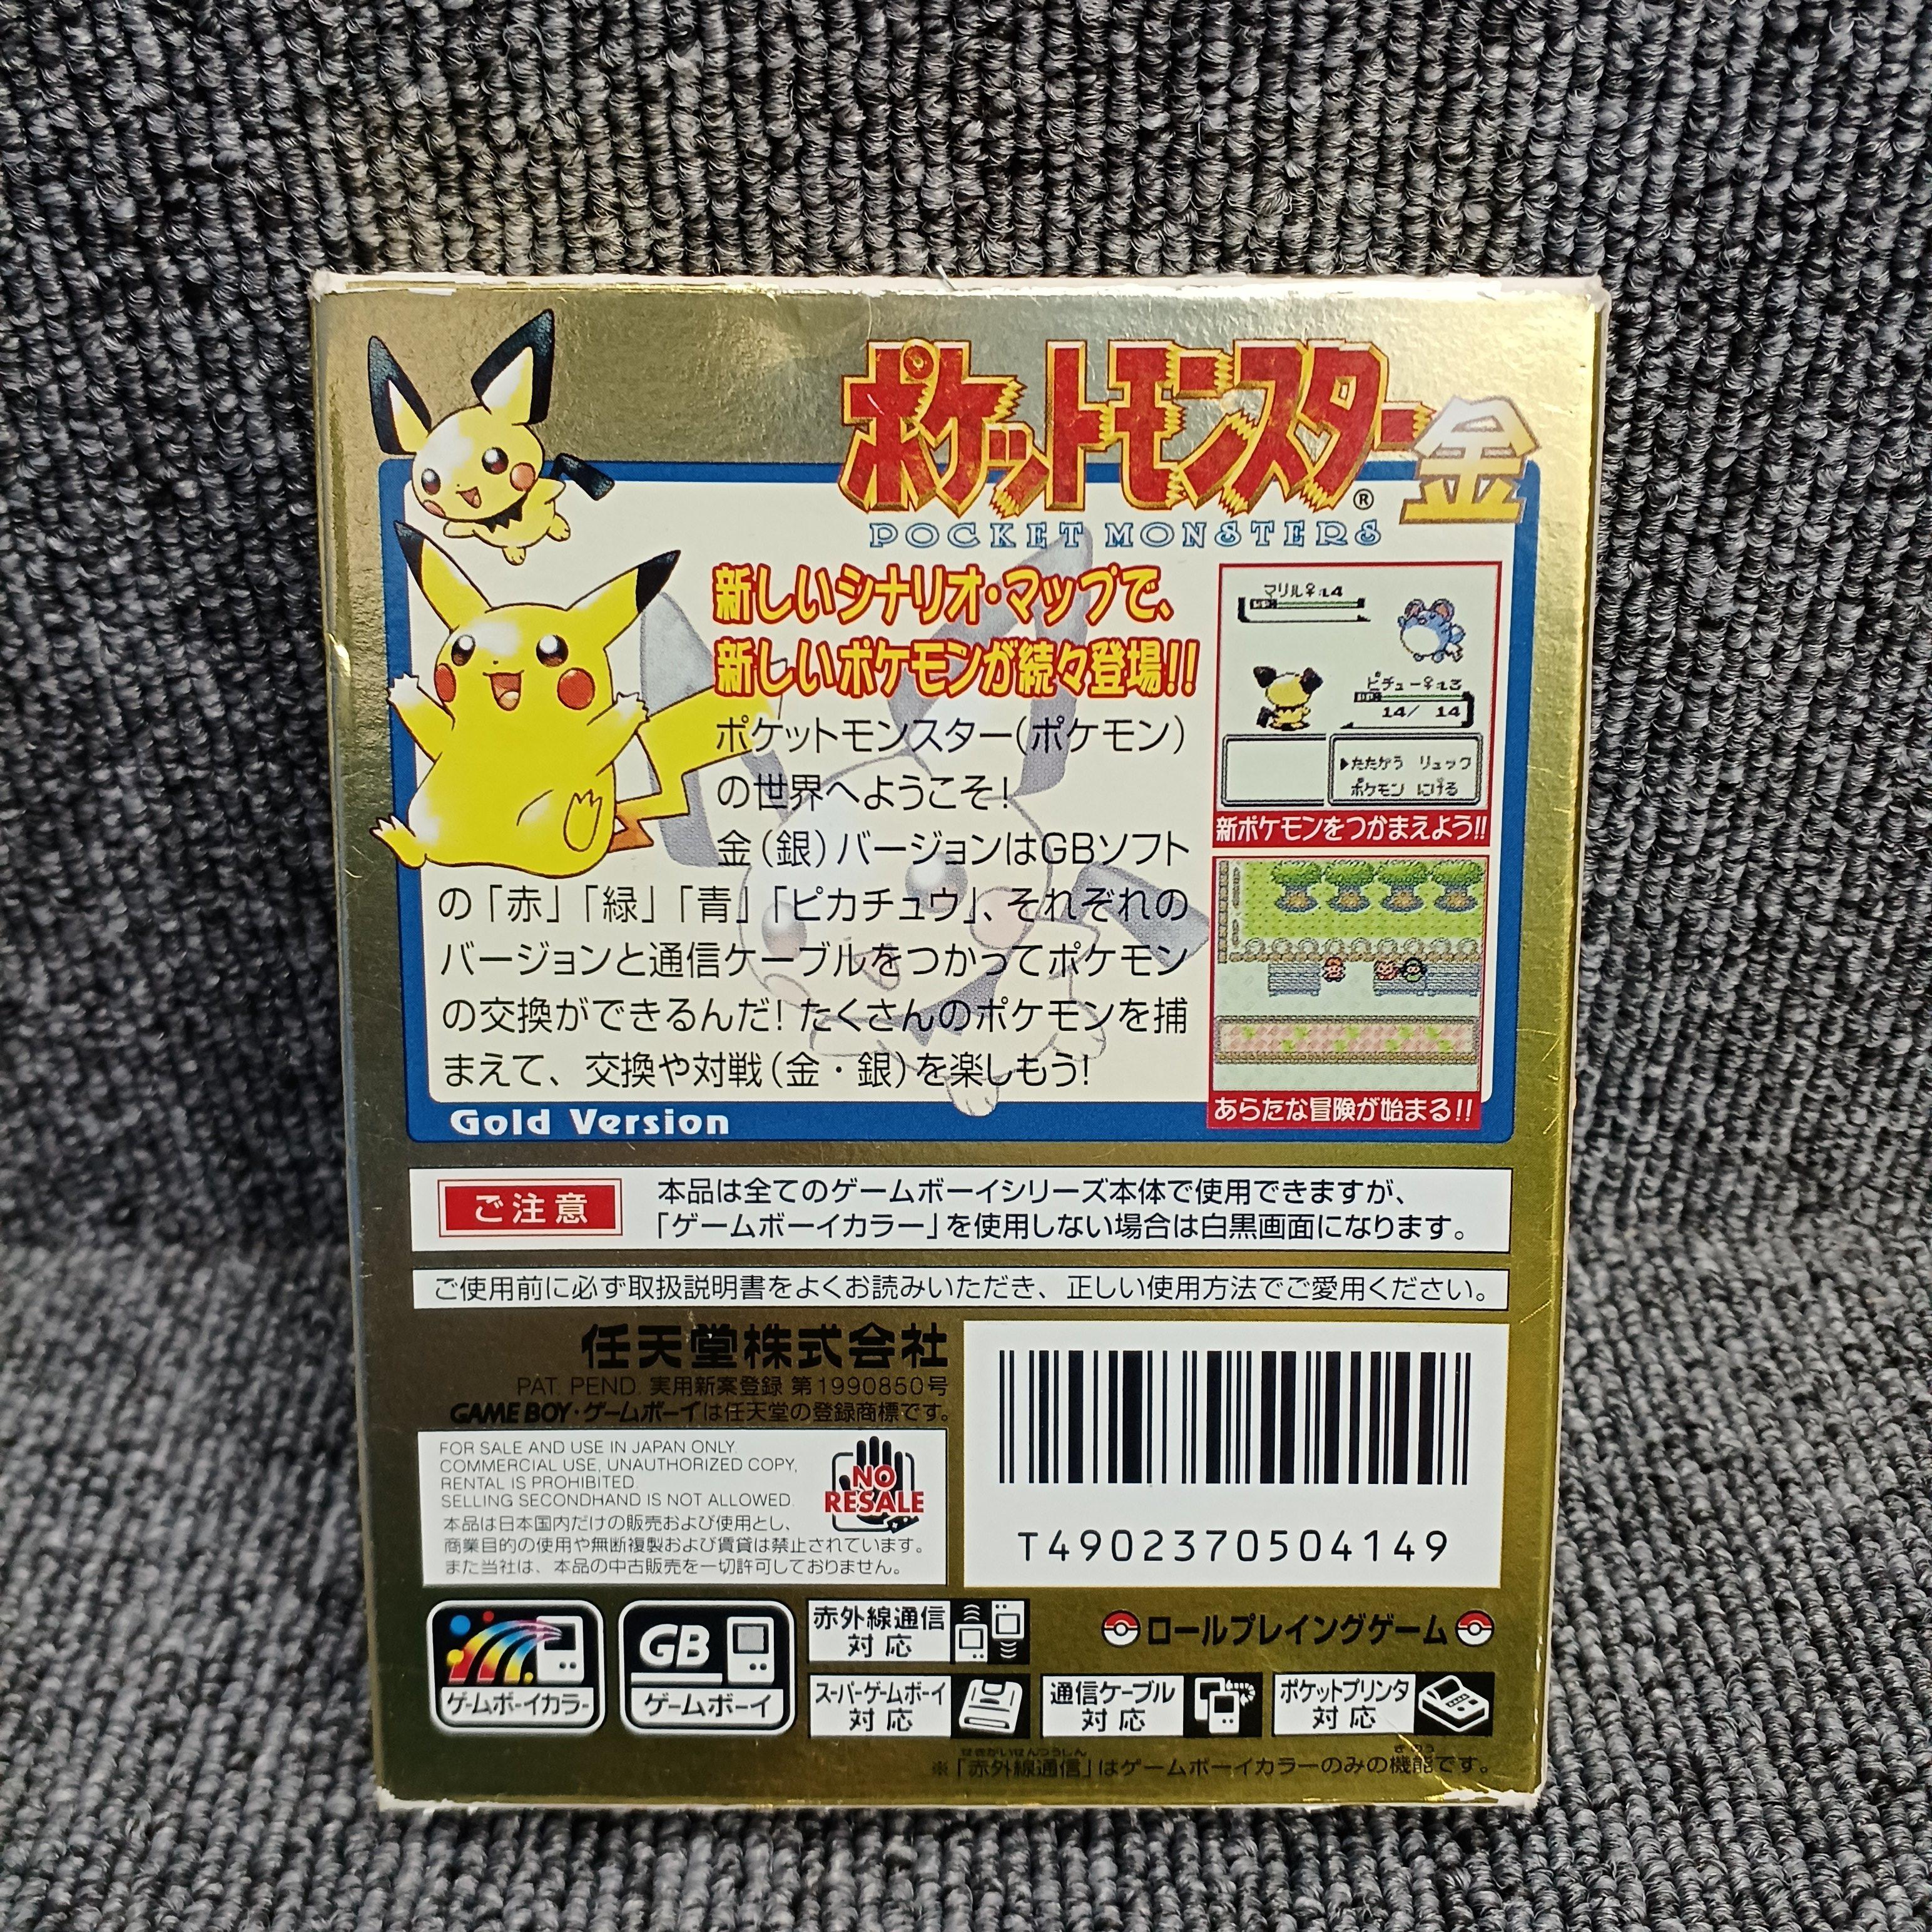 ポケットモンスター金
®
POCKET MONSTERS
新しいシナリオ・マップで、
新しいポケモンが続々登場!!
ポケットモンスター(ポケモン)
の世界へようこそ!
金(銀)バージョンはGBソフト
の「赤」「緑」「青」「ピカチュウ」、それぞれの
バージョンと通信ケーブルをつかってポケモン
の交換ができるんだ! たくさんのポケモンを捕
まえて、交換や対戦(金・銀)を楽しもう!
マリル♀:L4
HP
ピチュー♀:L3
HP
14/ 14
▶たたかう リュック
ポケモン にげる
新ポケモンをつかまえよう!!
あらたな冒険が始まる!!
Gold Version
ご注意
本品は全てのゲームボーイシリーズ本体で使用できますが、
「ゲームボーイカラー」を使用しない場合は白黒画面になります。
ご使用前に必ず取扱説明書をよくお読みいただき、正しい使用方法でご愛用ください。
任天堂株式会社
PAT. PEND. 実用新案登録 第1990850号
GAME BOY・ゲームボーイは任天堂の登録商標です。
FOR SALE AND USE IN JAPAN ONLY.
COMMERCIAL USE, UNAUTHORIZED COPY,
RENTAL IS PROHIBITED.
SELLING SECONDHAND IS NOT ALLOWED.
本品は日本国内だけの販売および使用とし、
商業目的の使用や無断複製および賃貸は禁止されています。
また当社は、本品の中古販売を一切許可しておりません。
NO
RESALE
T4902370504149
ゲームボーイカラー
GB
ゲームボーイ
赤外線通信
対応
ロールプレイングゲーム
スーパーゲームボーイ
対応
通信ケーブル
対応
ポケットプリンタ
対応
せきがいせんつうしん
きのう
※「赤外線通信」はゲームボーイカラーのみの機能です。